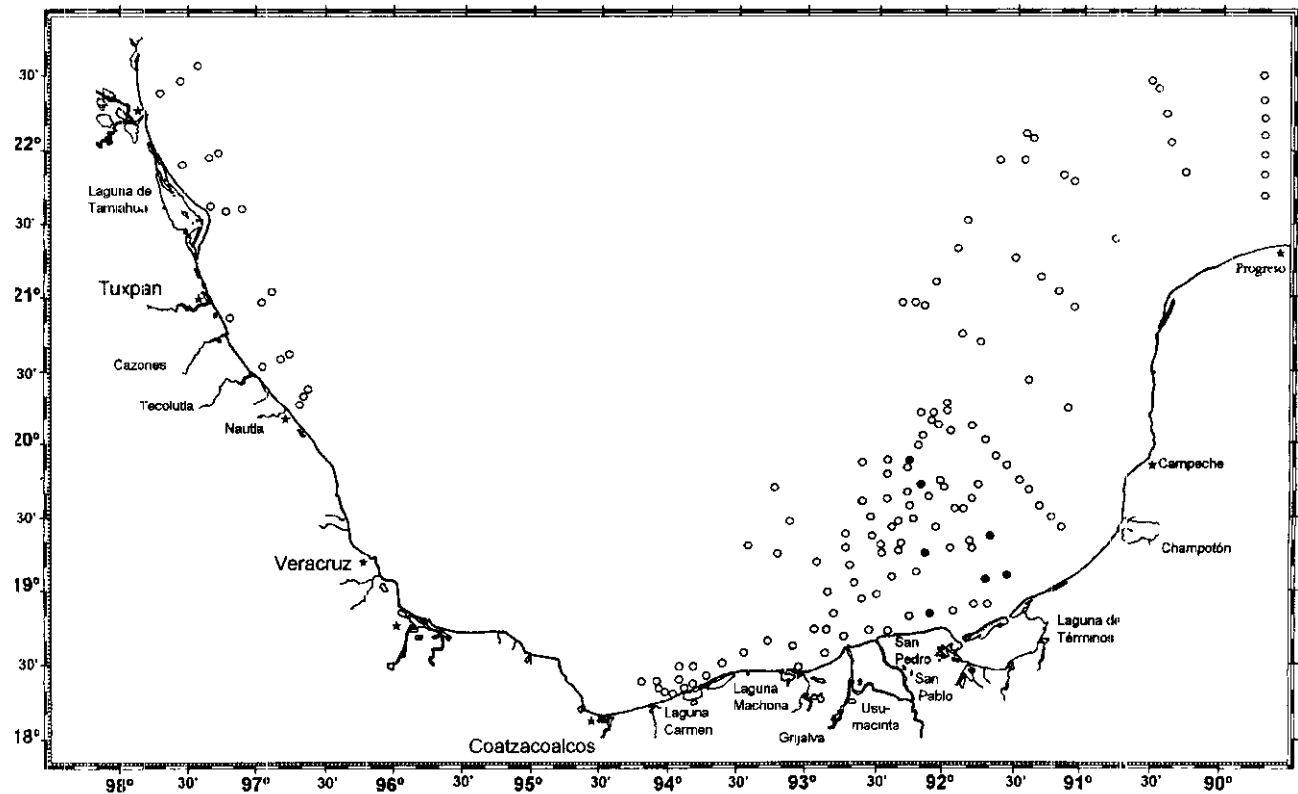 30'
22°
Laguna de
Tamiahua
30'
Progreso
Tuxpan
21°
Cazones
30'
Tecolutla
Nautla
20°
Campeche
30'
Champotón
Veracruz
19°
Laguna de
Términos
San
Pedro
30'
San
Pablo
Laguna
Machona
Laguna
Carmen
Usu-
macinta
Grijalva
Coatzacoalcos
18°
98° 30' 97° 30' 96° 30' 95° 30' 94° 30' 93° 30' 92° 30' 91° 30' 90°